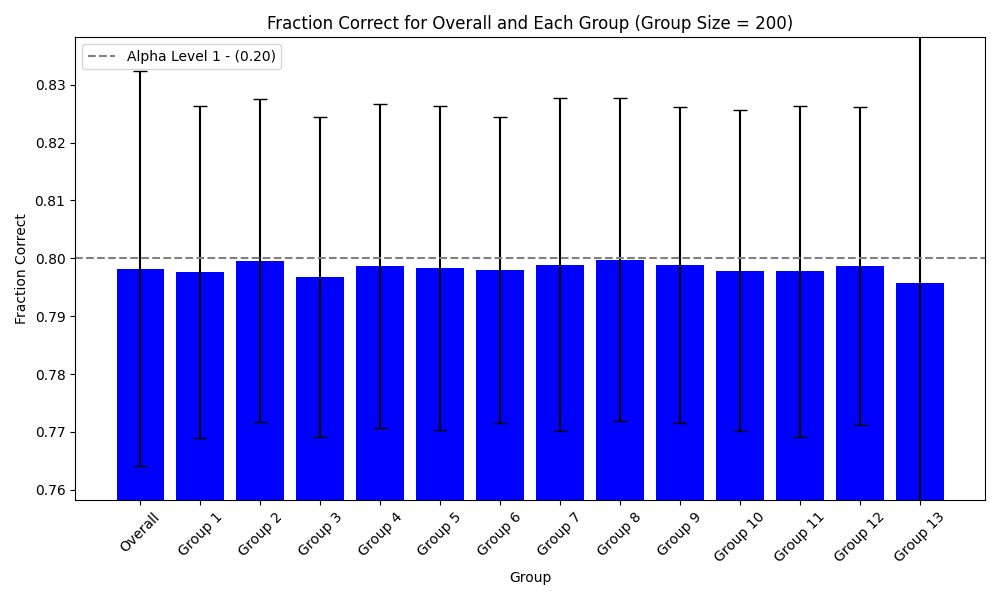 Fraction Correct for Overall and Each Group (Group Size = 200)
Alpha Level 1 - (0.20)
0.83
0.82
0.81
0.80
0.79
0.78
0.77
0.76
Fraction Correct
Overall
Group 1
Group 2
Group 3
Group 4
Group 5
Group 6
Group 7
Group 8
Group 9
Group 10
Group 11
Group 12
Group 13
Group